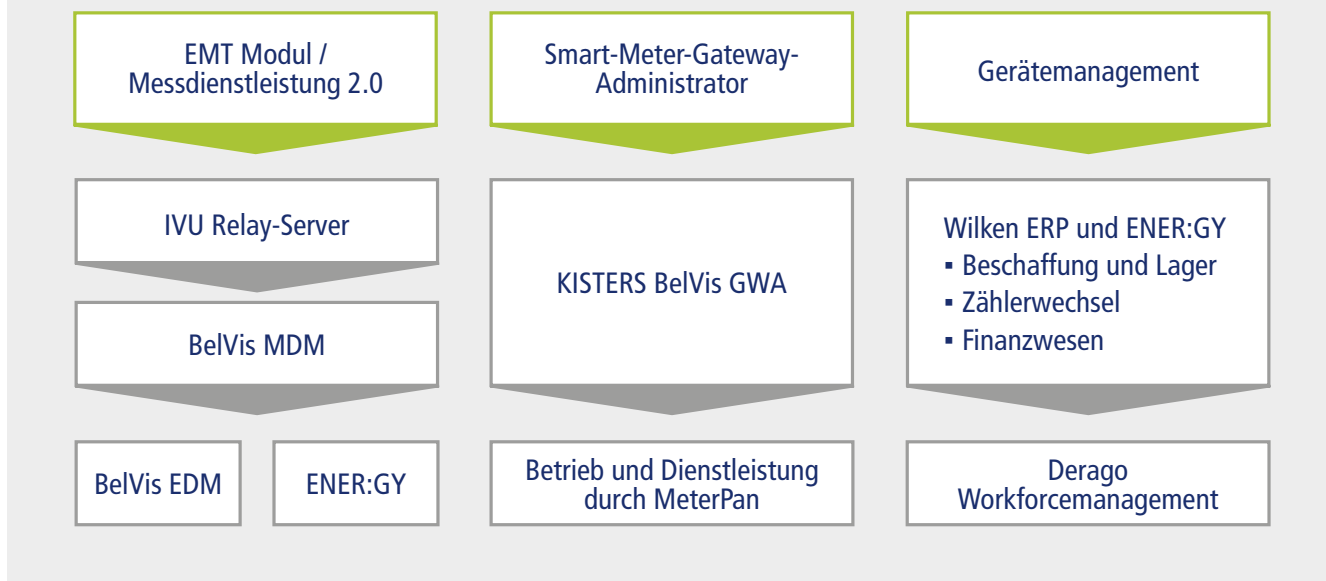 EMT Modul /
Messdienstleistung 2.0
IVU Relay-Server
BelVis MDM
BelVis EDM
ENER:GY
Smart-Meter-Gateway-
Administrator
KISTERS BelVis GWA
Betrieb und Dienstleistung
durch MeterPan
Gerätemanagement
Wilken ERP und ENER:GY
▪ Beschaffung und Lager
▪ Zählerwechsel
▪ Finanzwesen
Derago
Workforcemanagement